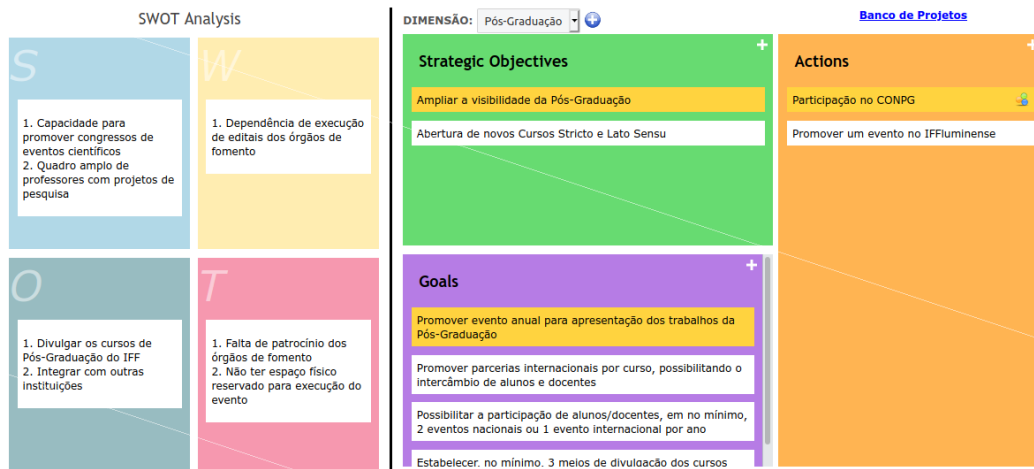 SWOT Analysis
S
1. Capacidade para
promover congressos de
eventos científicos
2. Quadro amplo de
professores com projetos de
pesquisa
W
1. Dependência de execução
de editais dos órgãos de
fomento
O
1. Divulgar os cursos de
Pós-Graduação do IFF
2. Integrar com outras
instituições
T
1. Falta de patrocínio dos
órgãos de fomento
2. Não ter espaço físico
reservado para execução do
evento
DIMENSÃO: Pós-Graduação
Banco de Projetos
Strategic Objectives
Ampliar a visibilidade da Pós-Graduação
Abertura de novos Cursos Stricto e Lato Sensu
Goals
Promover evento anual para apresentação dos trabalhos da
Pós-Graduação
Promover parcerias internacionais por curso, possibilitando o
intercâmbio de alunos e docentes
Possibilitar a participação de alunos/docentes, em no mínimo,
2 eventos nacionais ou 1 evento internacional por ano
Estabelecer, no mínimo, 3 meios de divulgação dos cursos
Actions
Participação no CONPG
Promover um evento no IFFluminense